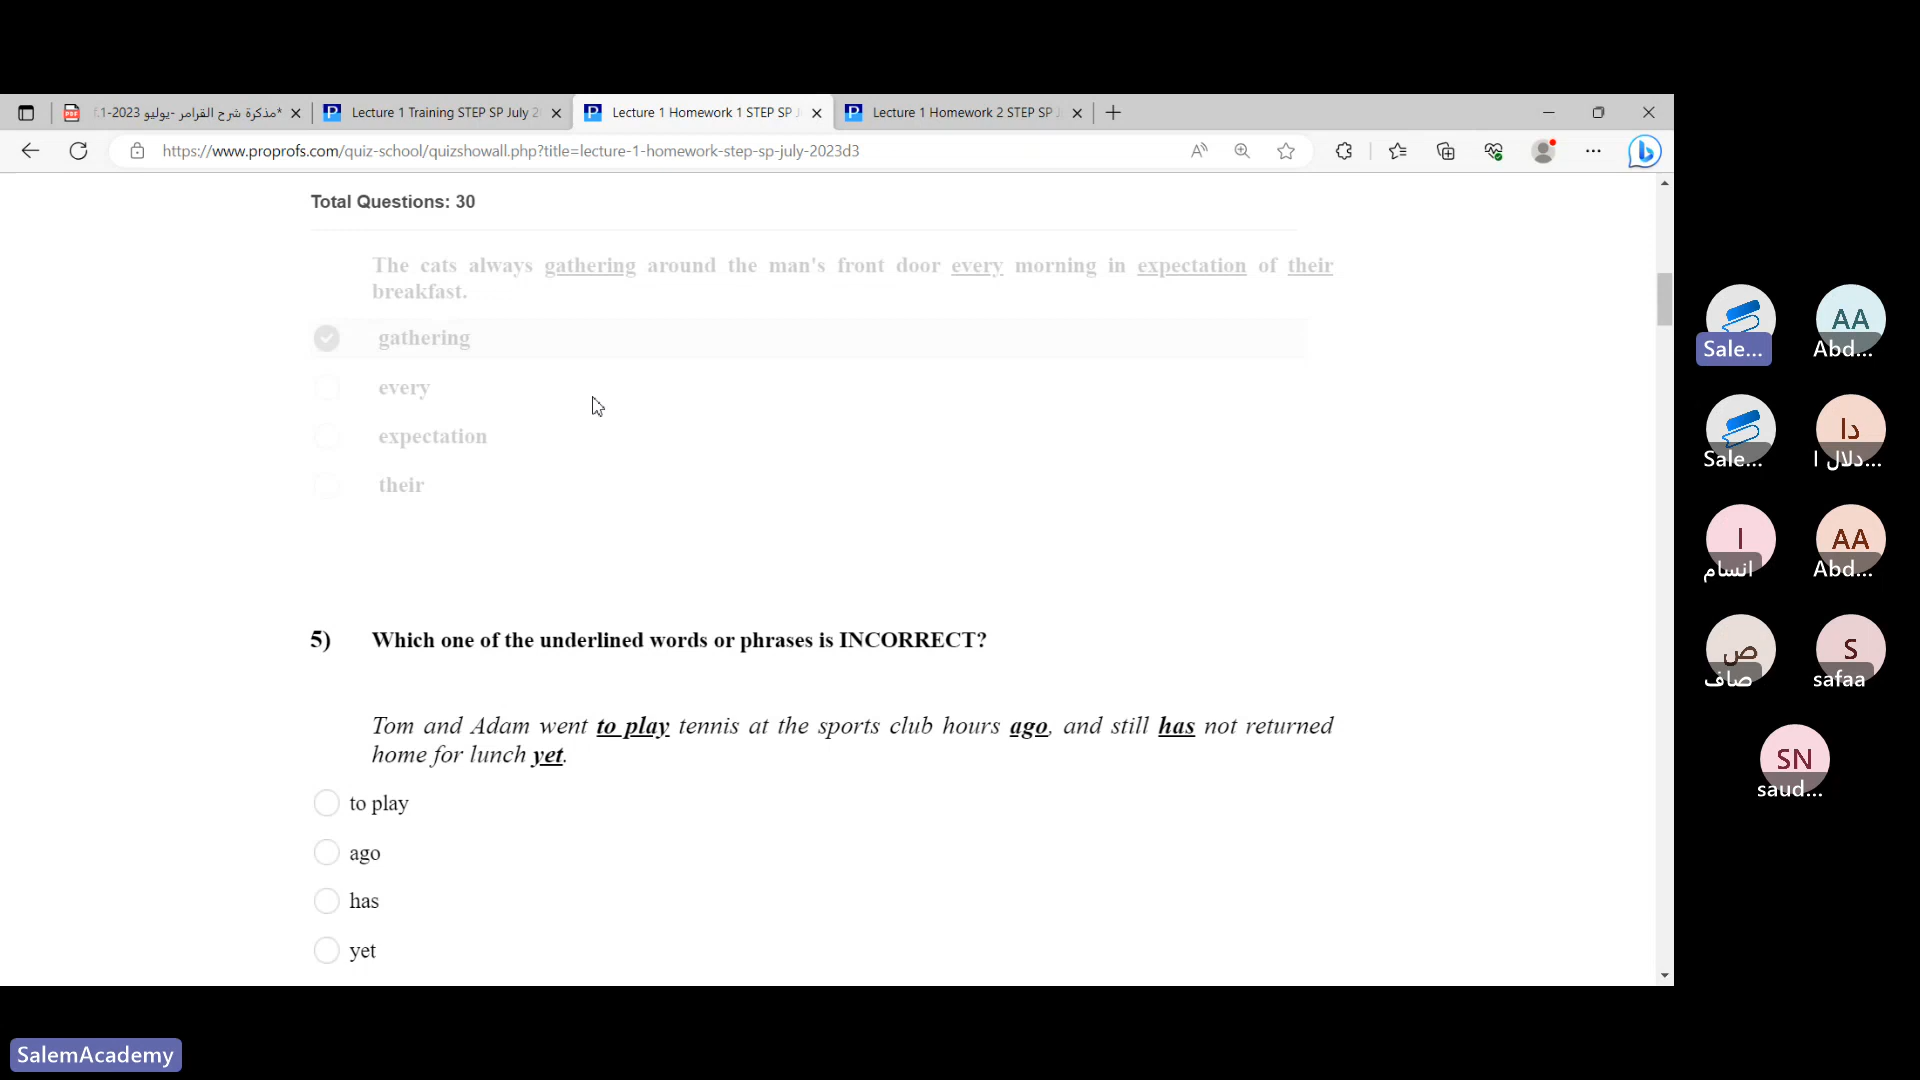 *مذكرة شرح القرامر -يوليو 2023-1.
Lecture 1 Training STEP SP July 2
Lecture 1 Homework 1 STEP SP J
Lecture 1 Homework 2 STEP SP J
https://www.proprofs.com/quiz-school/quizshowall.php?title=lecture-1-homework-step-sp-july-2023d3
Total Questions: 30
The cats always gathering around the man's front door every morning in expectation of their
breakfast.
gathering
every
expectation
their
5) Which one of the underlined words or phrases is INCORRECT?
Tom and Adam went to play tennis at the sports club hours ago, and still has not returned
home for lunch yet.
to play
ago
has
yet
AA
Sale...
Abd...
دا
Sale...
دلال ا...
ا
AA
انسام
Abd...
ص
S
صاف
safaa
SN
saud...
SalemAcademy